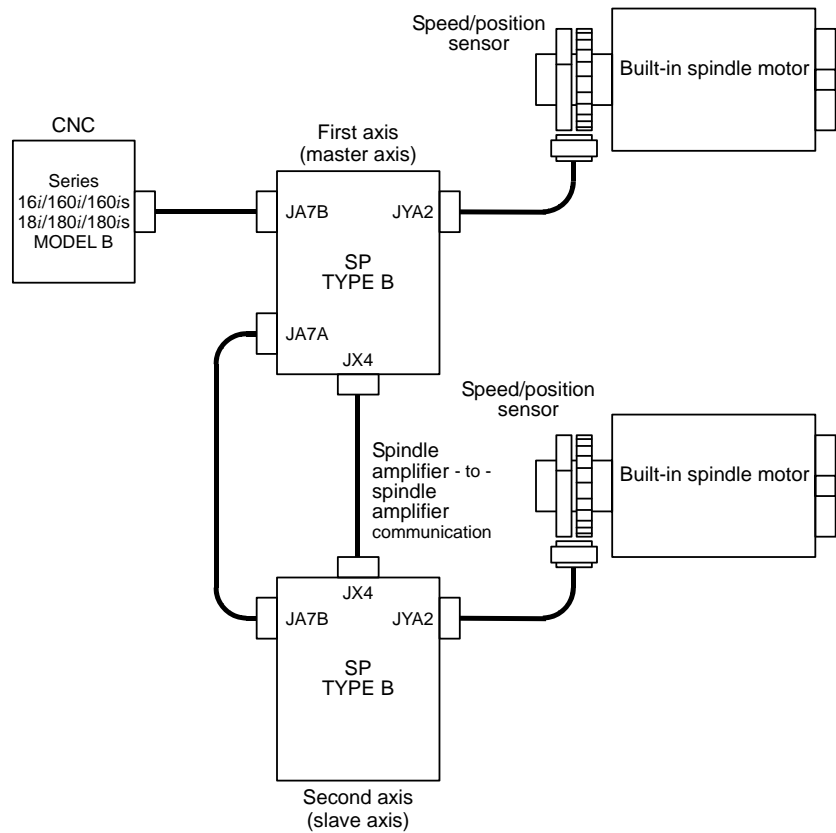 Speed/position
sensor
Built-in spindle motor
CNC
Series
16i/160i/160is
18i/180i/180is
MODEL B
First axis
(master axis)
JA7B
JYA2
SP
TYPE B
JA7A
JX4
Speed/position
sensor
Built-in spindle motor
Spindle
amplifier - to -
spindle
amplifier
communication
JX4
JA7B
JYA2
SP
TYPE B
Second axis
(slave axis)